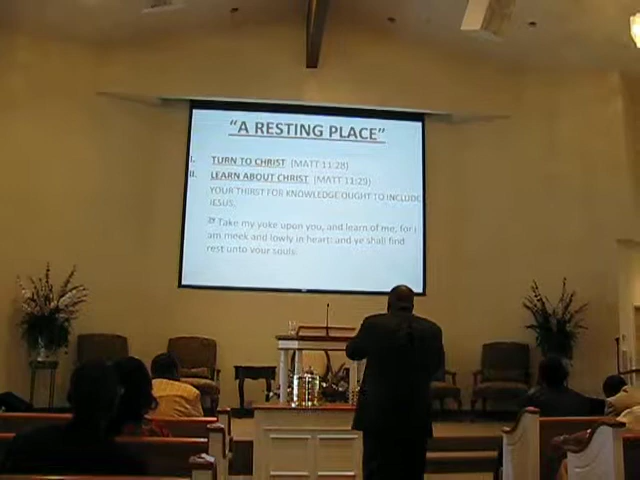 "A RESTING PLACE"
I. TURN TO CHRIST (MATT 11:28)
II. LEARN ABOUT CHRIST (MATT 11:29)
YOUR THIRST FOR KNOWLEDGE OUGHT TO INCLUDE
JESUS.
29 Take my yoke upon you, and learn of me, for I
am meek and lowly in heart: and ye shall find
rest unto your souls.